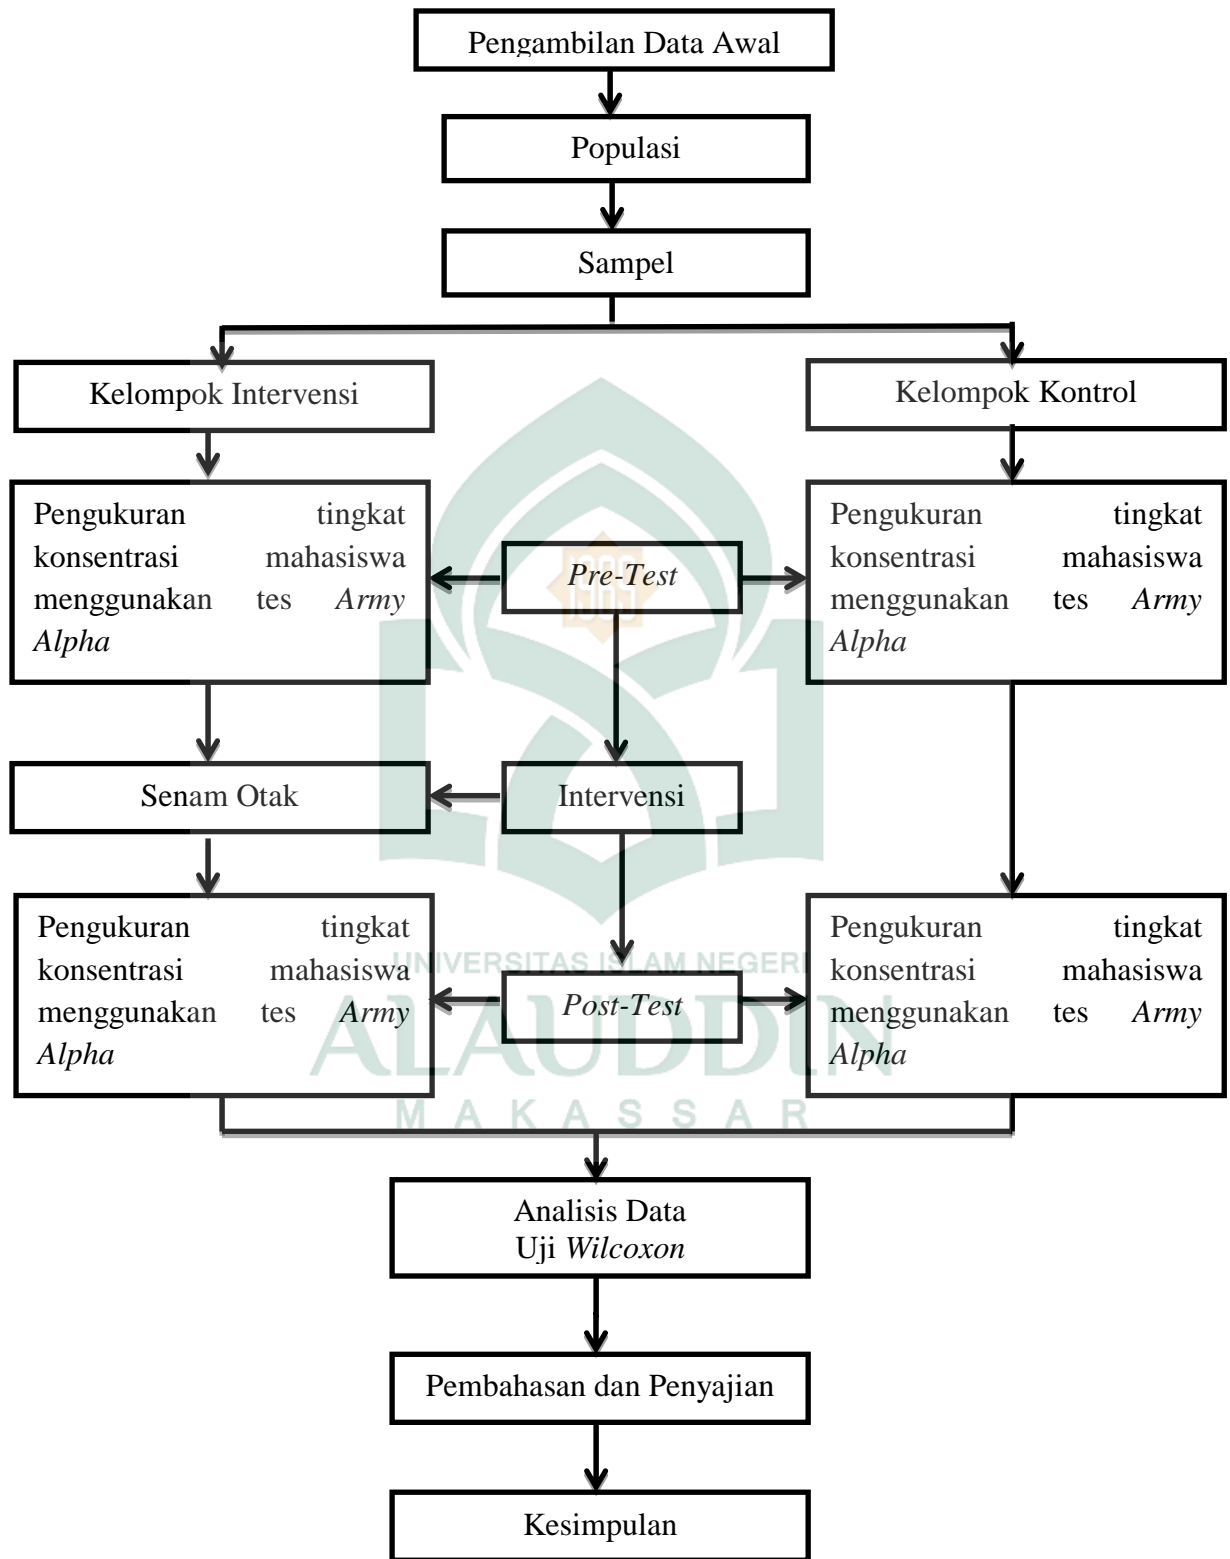 Pengambilan Data Awal
Populasi
Sampel
Kelompok Intervensi
Kelompok Kontrol
Pengukuran tingkat
konsentrasi mahasiswa
menggunakan tes Army
Alpha
Pre-Test
Pengukuran tingkat
konsentrasi mahasiswa
menggunakan tes Army
Alpha
1989
Senam Otak
Intervensi
Pengukuran tingkat
konsentrasi mahasiswa
menggunakan tes Army
Alpha
Post-Test
Pengukuran tingkat
konsentrasi mahasiswa
menggunakan tes Army
Alpha
UNIVERSITAS ISLAM NEGERI
ALAUDDIN
MAKASSAR
Analisis Data
Uji Wilcoxon
Pembahasan dan Penyajian
Kesimpulan